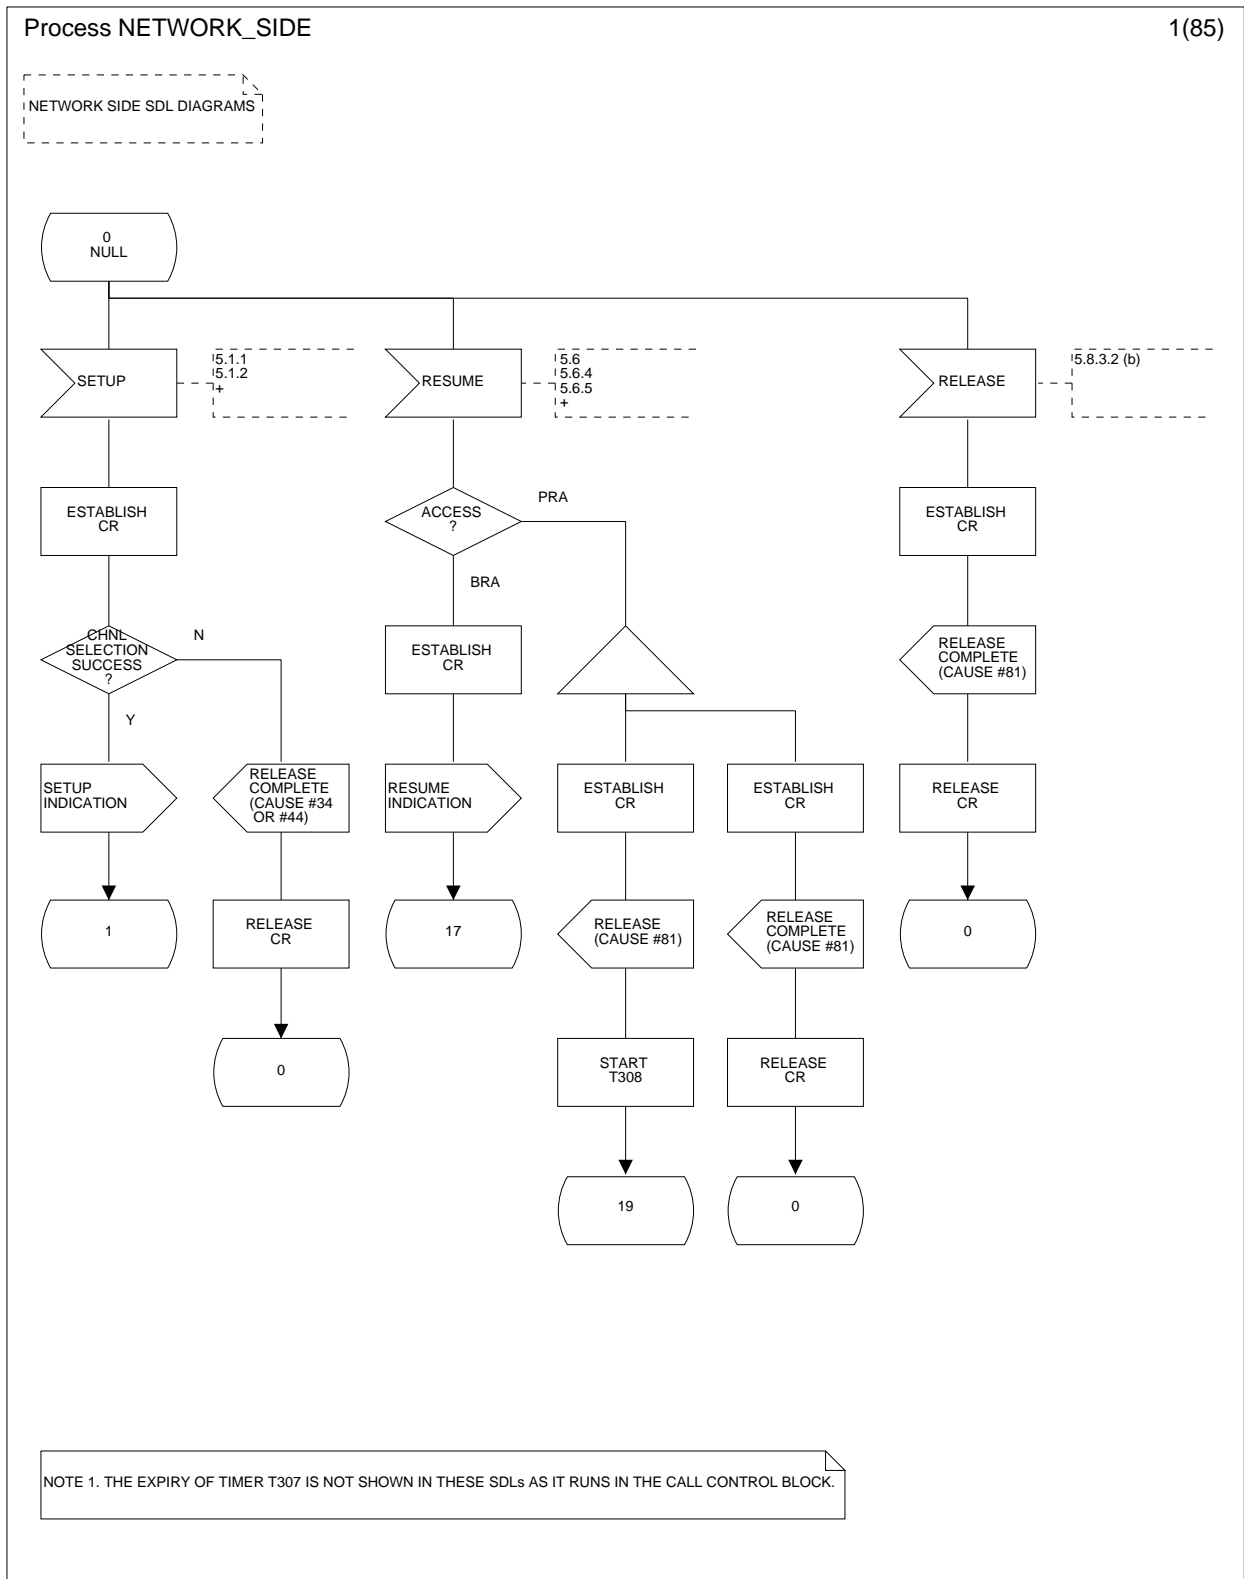 Process NETWORK_SIDE
1(85)
NETWORK SIDE SDL DIAGRAMS
0
NULL
SETUP
5.1.1
5.1.2
+
RESUME
5.6
5.6.4
5.6.5
+
RELEASE
5.8.3.2 (b)
ESTABLISH
CR
ACCESS
?
PRA
BRA
ESTABLISH
CR
CHNL
SELECTION
SUCCESS
?
N
Y
ESTABLISH
CR
RELEASE
COMPLETE
(CAUSE #81)
SETUP
INDICATION
RELEASE
COMPLETE
(CAUSE #34
OR #44)
RESUME
INDICATION
ESTABLISH
CR
ESTABLISH
CR
RELEASE
CR
1
RELEASE
CR
17
RELEASE
(CAUSE #81)
RELEASE
COMPLETE
(CAUSE #81)
0
0
START
T308
RELEASE
CR
19
0
NOTE 1. THE EXPIRY OF TIMER T307 IS NOT SHOWN IN THESE SDLs AS IT RUNS IN THE CALL CONTROL BLOCK.